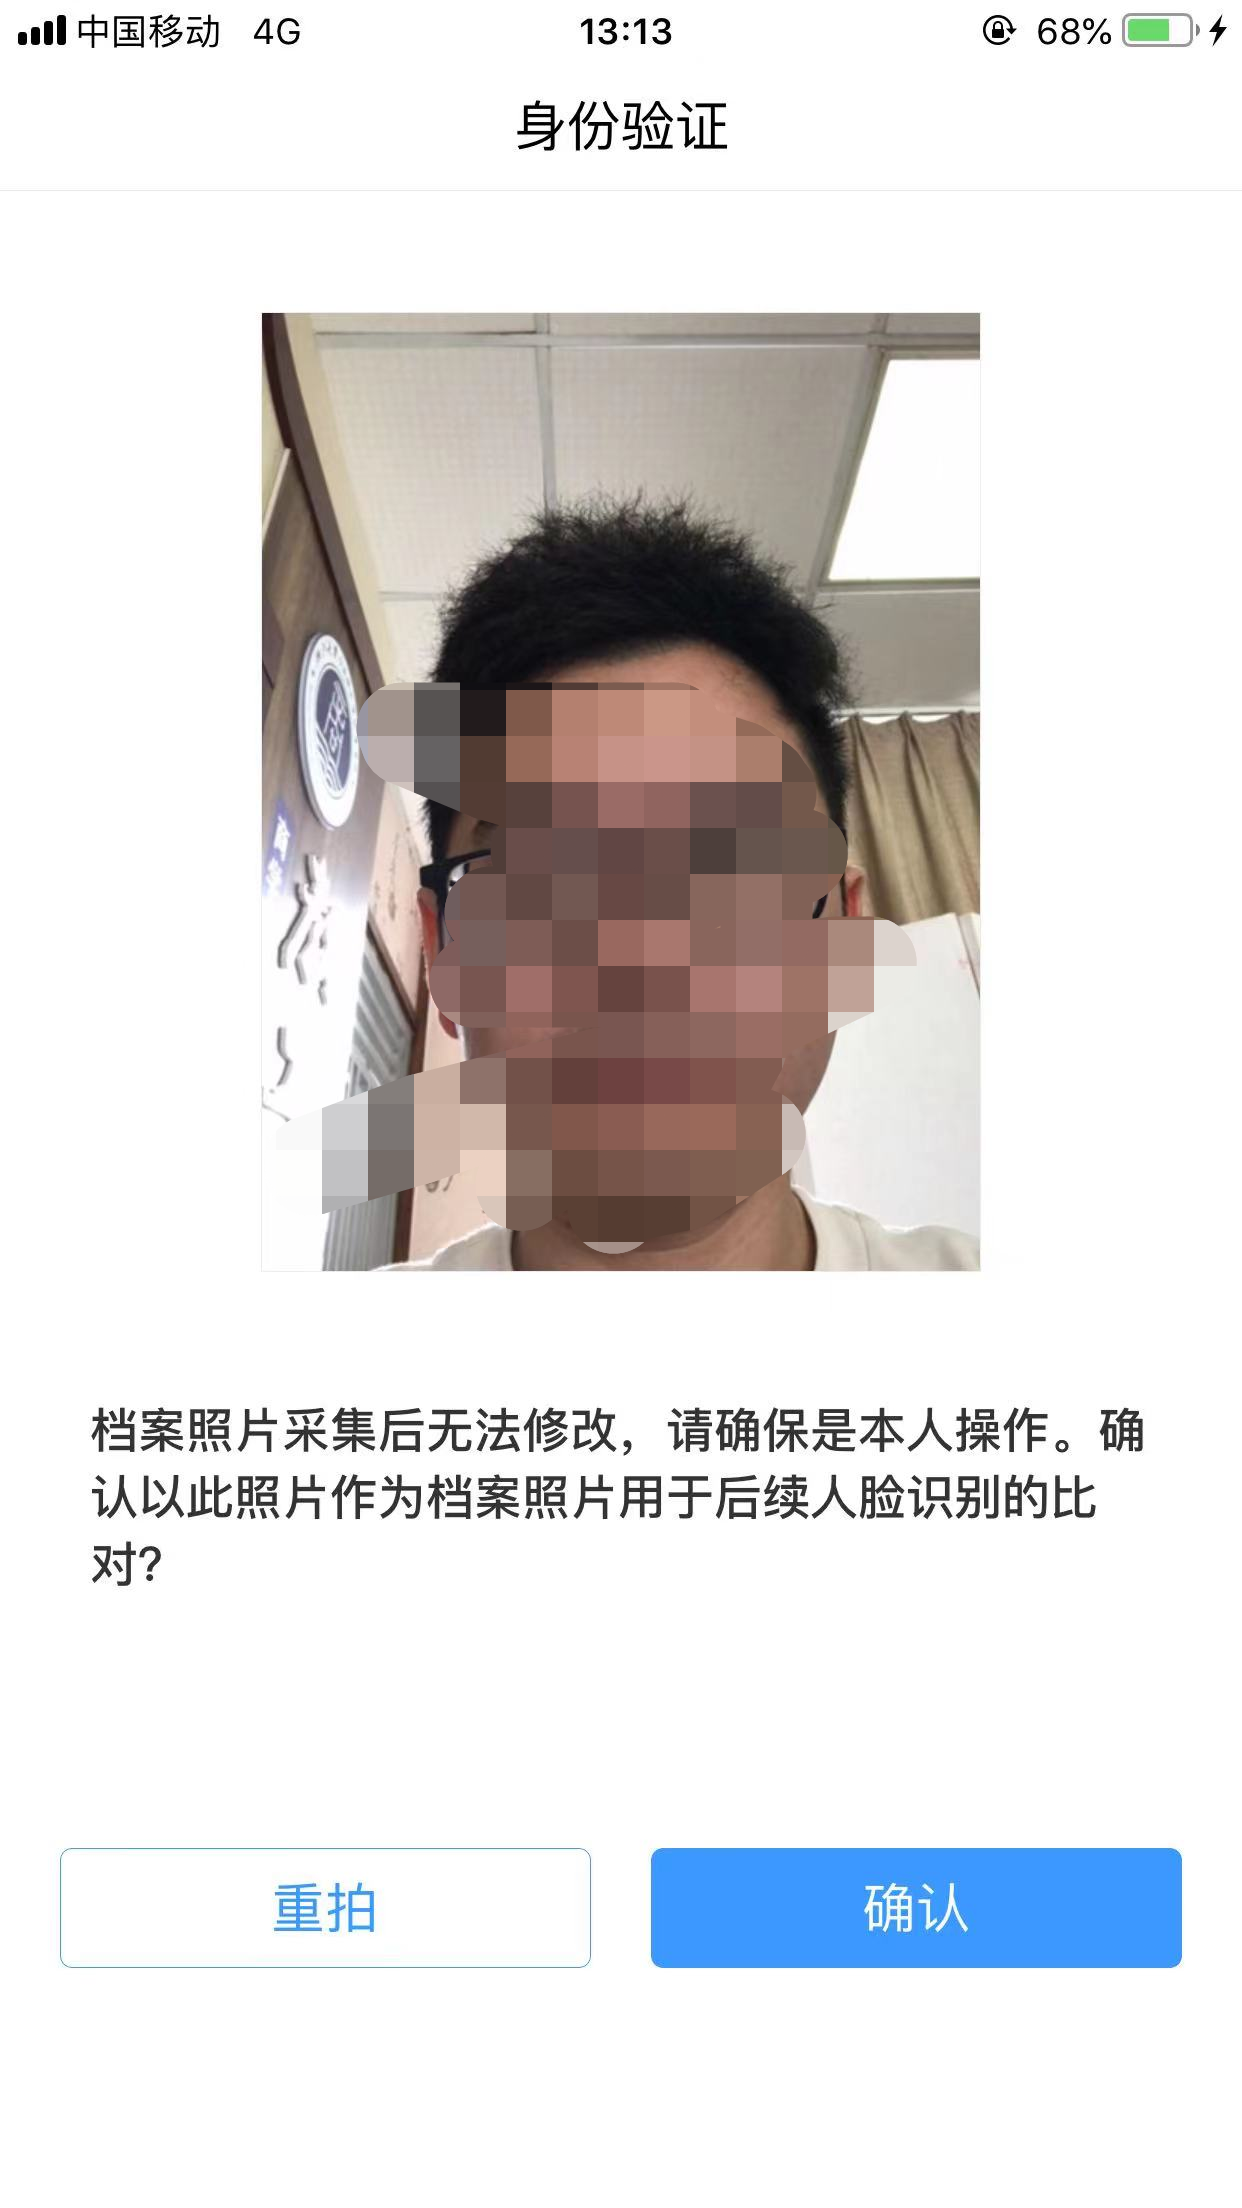 中国移动 4G 13:13 68%
身份验证
档案照片采集后无法修改，请确保是本人操作。确
认以此照片作为档案照片用于后续人脸识别的比
对？
重拍 确认